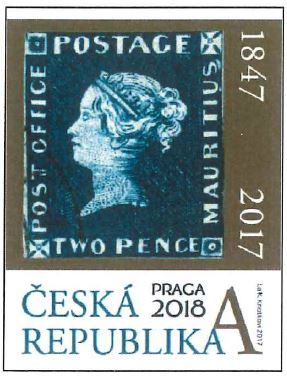 POSTAGE
POST OFFICE
MAURITIUS
TWO PENCE
1847 2017
ČESKÁ
REPUBLIKA
PRAGA
2018
A